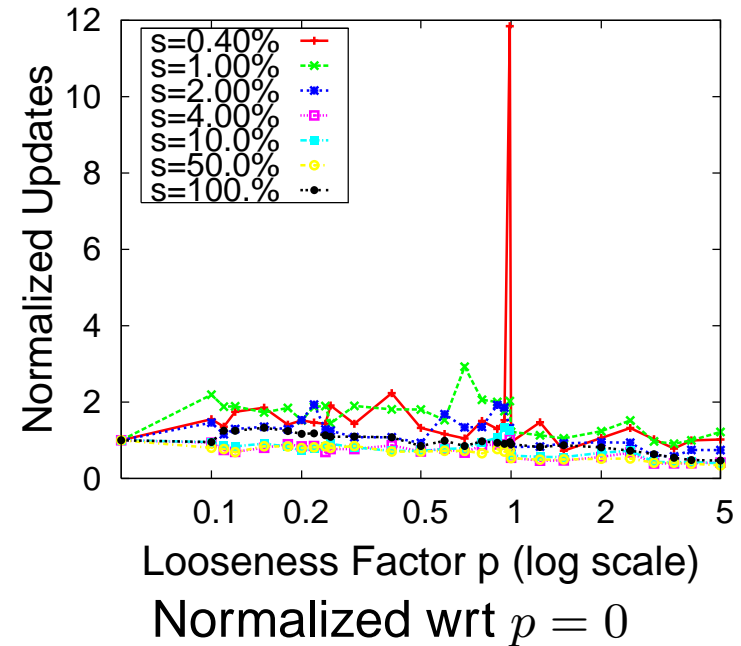 12
10
8
6
4
2
0
Normalized Updates
s=0.40%
s=1.00%
s=2.00%
s=4.00%
s=10.0%
s=50.0%
s=100.%
0.1 0.2 0.5 1 2 5
Looseness Factor p (log scale)
Normalized wrt p = 0